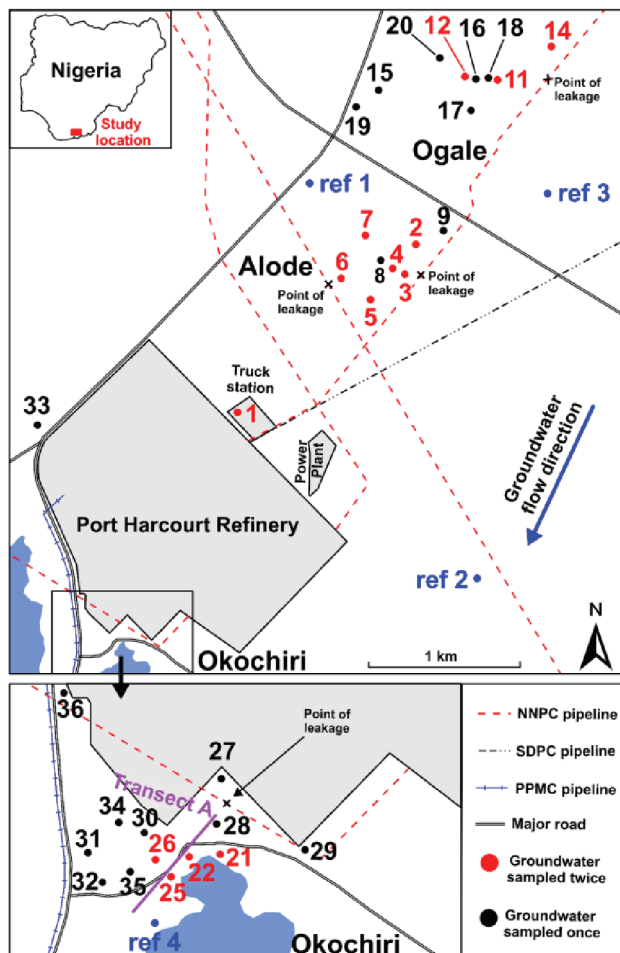 Nigeria
Study
location
20
12
16
18
14
15
11
Point of
leakage
19
17
Ogale
ref 1
ref 3
9
7
2
Alode
4
6
8
3
Point of
leakage
Point of
leakage
5
Truck
station
1
33
Power
Plant
Groundwater
flow direction
Port Harcourt Refinery
ref 2
N
Okochiri
1 km
36
Point of
leakage
27
Transect A
34
30
28
31
26
21
29
22
32
35
25
ref 4
Okochiri
NNPC pipeline
SDPC pipeline
PPMC pipeline
Major road
Groundwater
sampled twice
Groundwater
sampled once